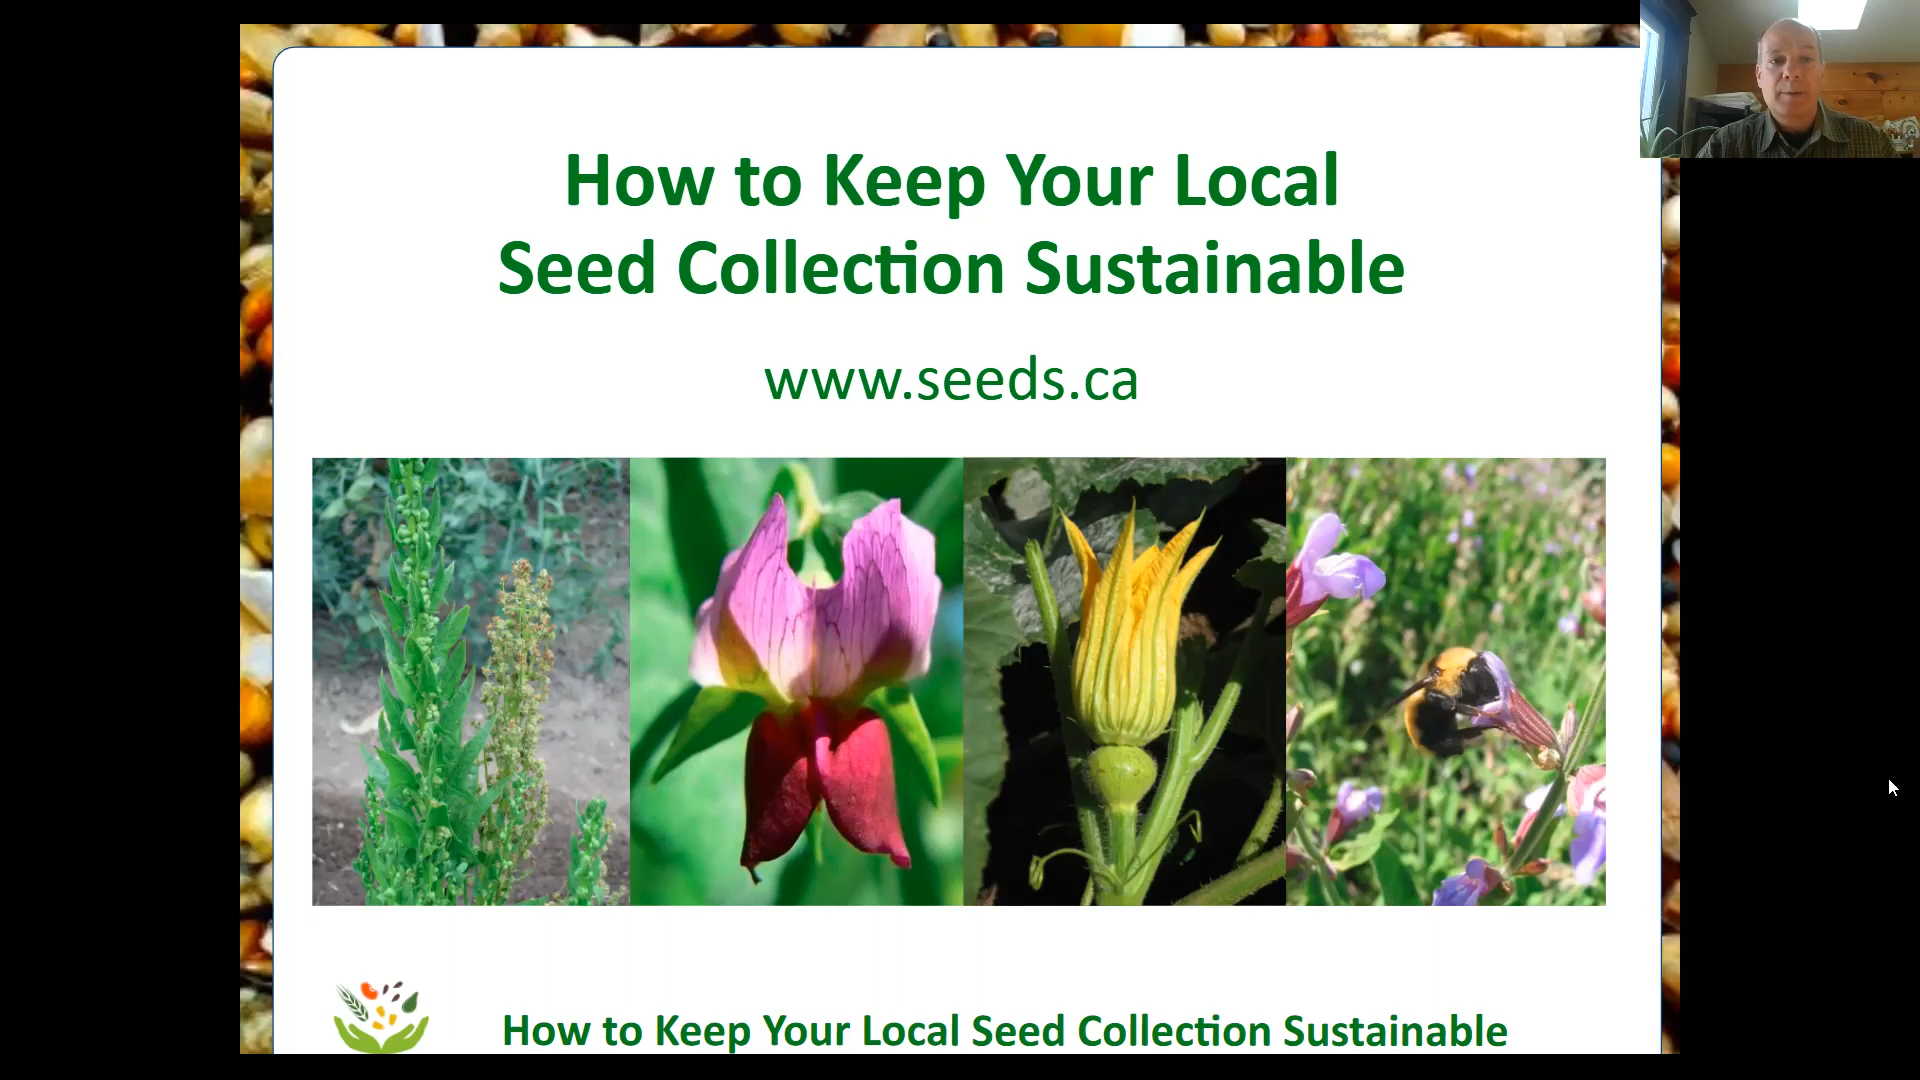 How to Keep Your Local
Seed Collection Sustainable
www.seeds.ca
How to Keep Your Local Seed Collection Sustainable